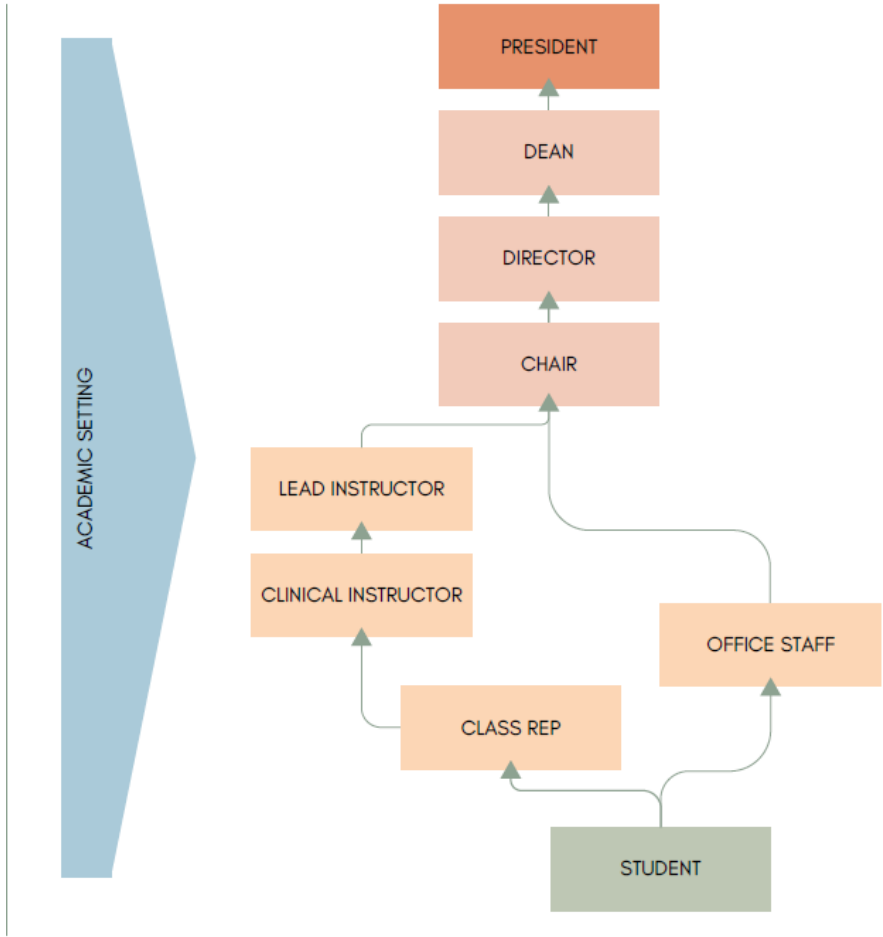 PRESIDENT
DEAN
DIRECTOR
CHAIR
ACADEMIC SETTING
LEAD INSTRUCTOR
CLINICAL INSTRUCTOR
OFFICE STAFF
CLASS REP
STUDENT